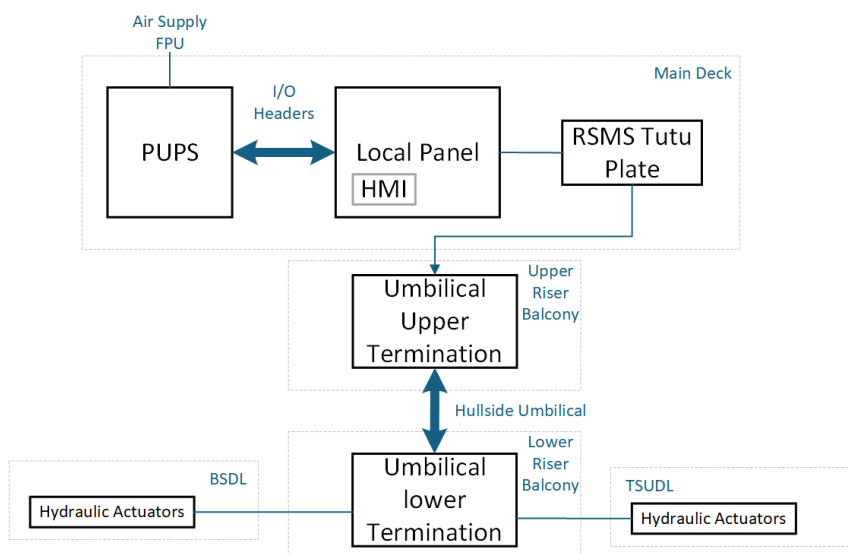 Air Supply
FPU
Main Deck
I/O
Headers
PUPS
Local Panel
HMI
RSMS Tutu
Plate
Upper
Riser
Balcony
Umbilical
Upper
Termination
Hullside Umbilical
Lower
Riser
Balcony
Umbilical
lower
Termination
BSDL
Hydraulic Actuators
TSUDL
Hydraulic Actuators